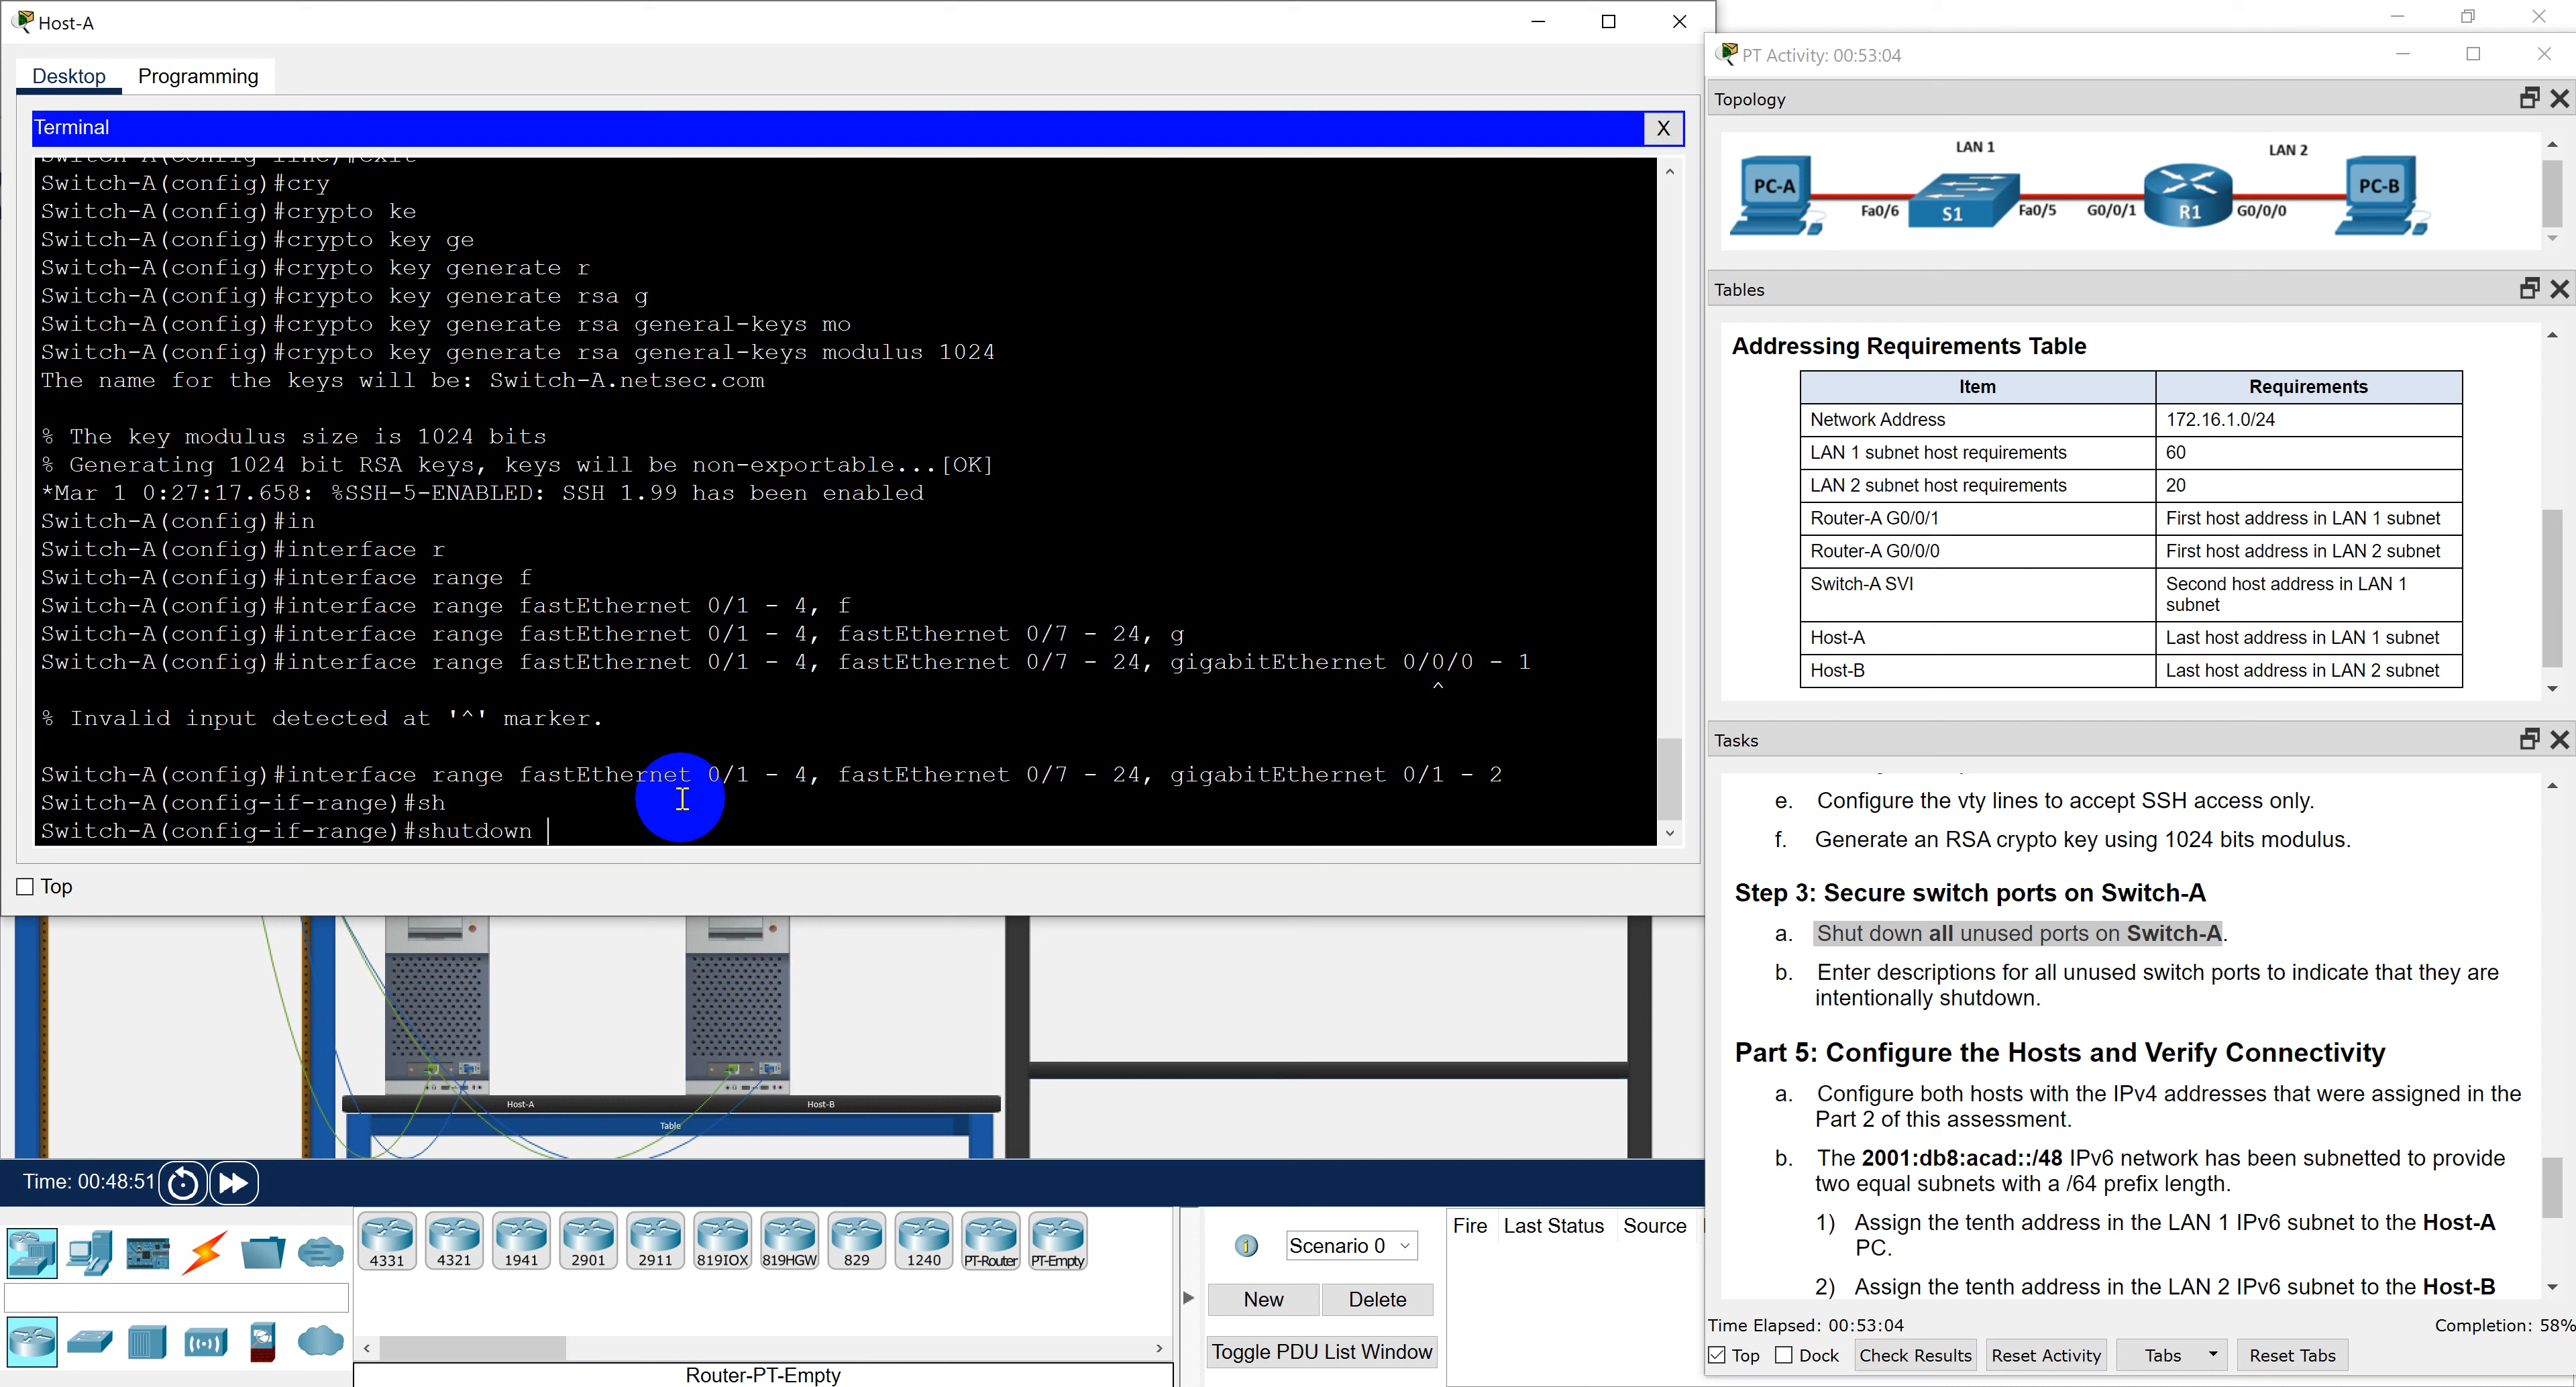 Host-A
Desktop Programming
Terminal X
Switch-A(config-line)#exit
Switch-A(config)#cry
Switch-A(config)#crypto ke
Switch-A(config)#crypto key ge
Switch-A(config)#crypto key generate r
Switch-A(config)#crypto key generate rsa g
Switch-A(config)#crypto key generate rsa general-keys mo
Switch-A(config)#crypto key generate rsa general-keys modulus 1024
The name for the keys will be: Switch-A.netsec.com
% The key modulus size is 1024 bits
% Generating 1024 bit RSA keys, keys will be non-exportable...[OK]
*Mar 1 0:27:17.658: %SSH-5-ENABLED: SSH 1.99 has been enabled
Switch-A(config)#in
Switch-A(config)#interface r
Switch-A(config)#interface range f
Switch-A(config)#interface range fastEthernet 0/1 - 4, f
Switch-A(config)#interface range fastEthernet 0/1 - 4, fastEthernet 0/7 - 24, g
Switch-A(config)#interface range fastEthernet 0/1 - 4, fastEthernet 0/7 - 24, gigabitEthernet 0/0/0 - 1
^
% Invalid input detected at '^' marker.
Switch-A(config)#interface range fastEthernet 0/1 - 4, fastEthernet 0/7 - 24, gigabitEthernet 0/1 - 2
Switch-A(config-if-range)#sh
Switch-A(config-if-range)#shutdown
Top
Host-A Host-B
Table
Time: 00:48:51
4331 4321 1941 2901 2911 819IOX 819HGW 829 1240 PT-Router PT-Empty
Router-PT-Empty
Scenario 0
New Delete
Toggle PDU List Window
Fire Last Status Source
PT Activity: 00:53:04
Topology
LAN 1 LAN 2
PC-A Fa0/6 S1 Fa0/5 G0/0/1 R1 G0/0/0 PC-B
Tables
Addressing Requirements Table
Item Requirements
Network Address 172.16.1.0/24
LAN 1 subnet host requirements 60
LAN 2 subnet host requirements 20
Router-A G0/0/1 First host address in LAN 1 subnet
Router-A G0/0/0 First host address in LAN 2 subnet
Switch-A SVI Second host address in LAN 1
subnet
Host-A Last host address in LAN 1 subnet
Host-B Last host address in LAN 2 subnet
Tasks
e. Configure the vty lines to accept SSH access only.
f. Generate an RSA crypto key using 1024 bits modulus.
Step 3: Secure switch ports on Switch-A
a. Shut down all unused ports on Switch-A.
b. Enter descriptions for all unused switch ports to indicate that they are
intentionally shutdown.
Part 5: Configure the Hosts and Verify Connectivity
a. Configure both hosts with the IPv4 addresses that were assigned in the
Part 2 of this assessment.
b. The 2001:db8:acad::/48 IPv6 network has been subnetted to provide
two equal subnets with a /64 prefix length.
1) Assign the tenth address in the LAN 1 IPv6 subnet to the Host-A
PC.
2) Assign the tenth address in the LAN 2 IPv6 subnet to the Host-B
Time Elapsed: 00:53:04 Completion: 58%
Top Dock Check Results Reset Activity Tabs Reset Tabs